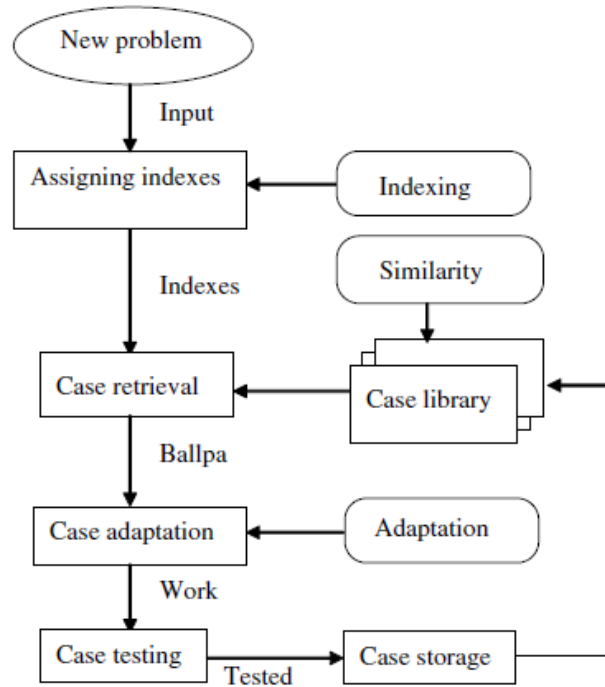 New problem
Input
Assigning indexes
Indexing
Similarity
Indexes
Case retrieval
Case library
Ballpa
Case adaptation
Adaptation
Work
Case testing
Tested
Case storage